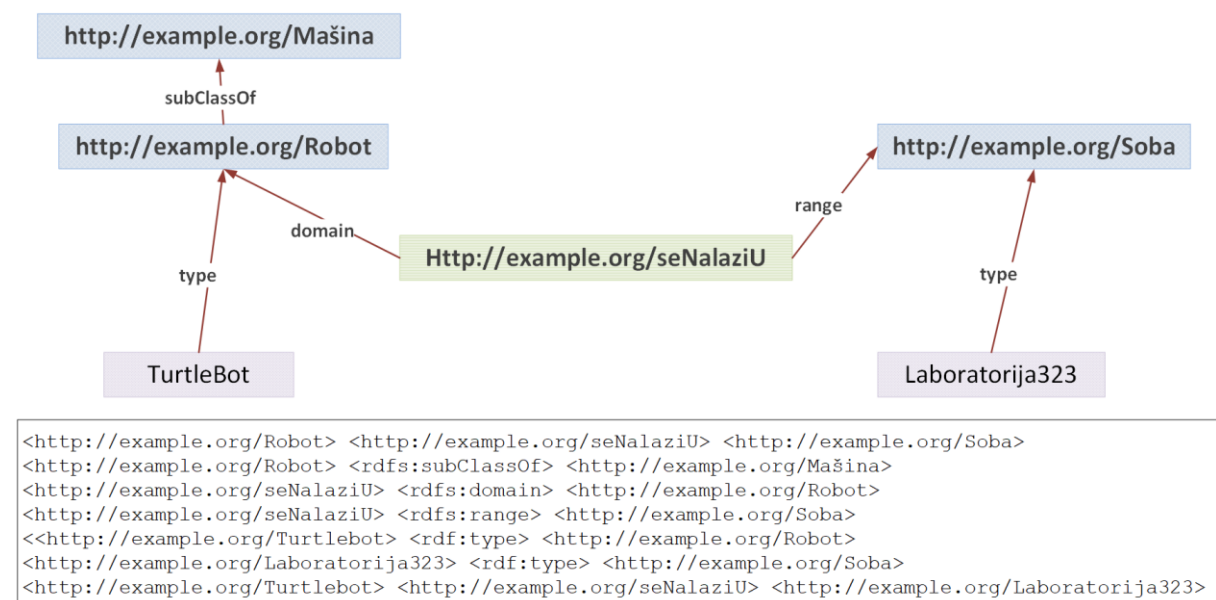 http://example.org/Mašina
subClassOf
http://example.org/Robot
http://example.org/Soba
range
domain
Http://example.org/seNalaziU
type
type
TurtleBot
Laboratorija323
<http://example.org/Robot> <http://example.org/seNalaziU> <http://example.org/Soba>
<http://example.org/Robot> <rdfs:subClassOf> <http://example.org/Mašina>
<http://example.org/seNalaziU> <rdfs:domain> <http://example.org/Robot>
<http://example.org/seNalaziU> <rdfs:range> <http://example.org/Soba>
<<http://example.org/Turtlebot> <rdf:type> <http://example.org/Robot>
<http://example.org/Laboratorija323> <rdf:type> <http://example.org/Soba>
<http://example.org/Turtlebot> <http://example.org/seNalaziU> <http://example.org/Laboratorija323>